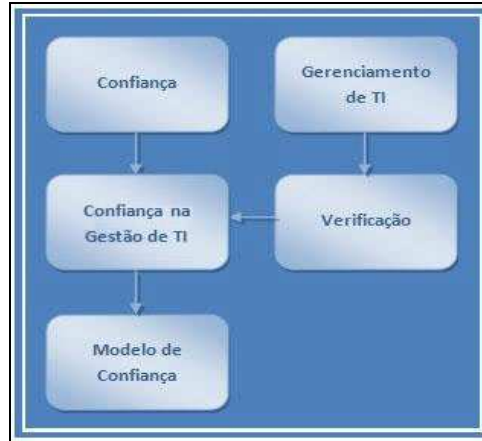 Confiança
Gerenciamento
de TI
Confiança na
Gestão de TI
Verificação
Modelo de
Confiança